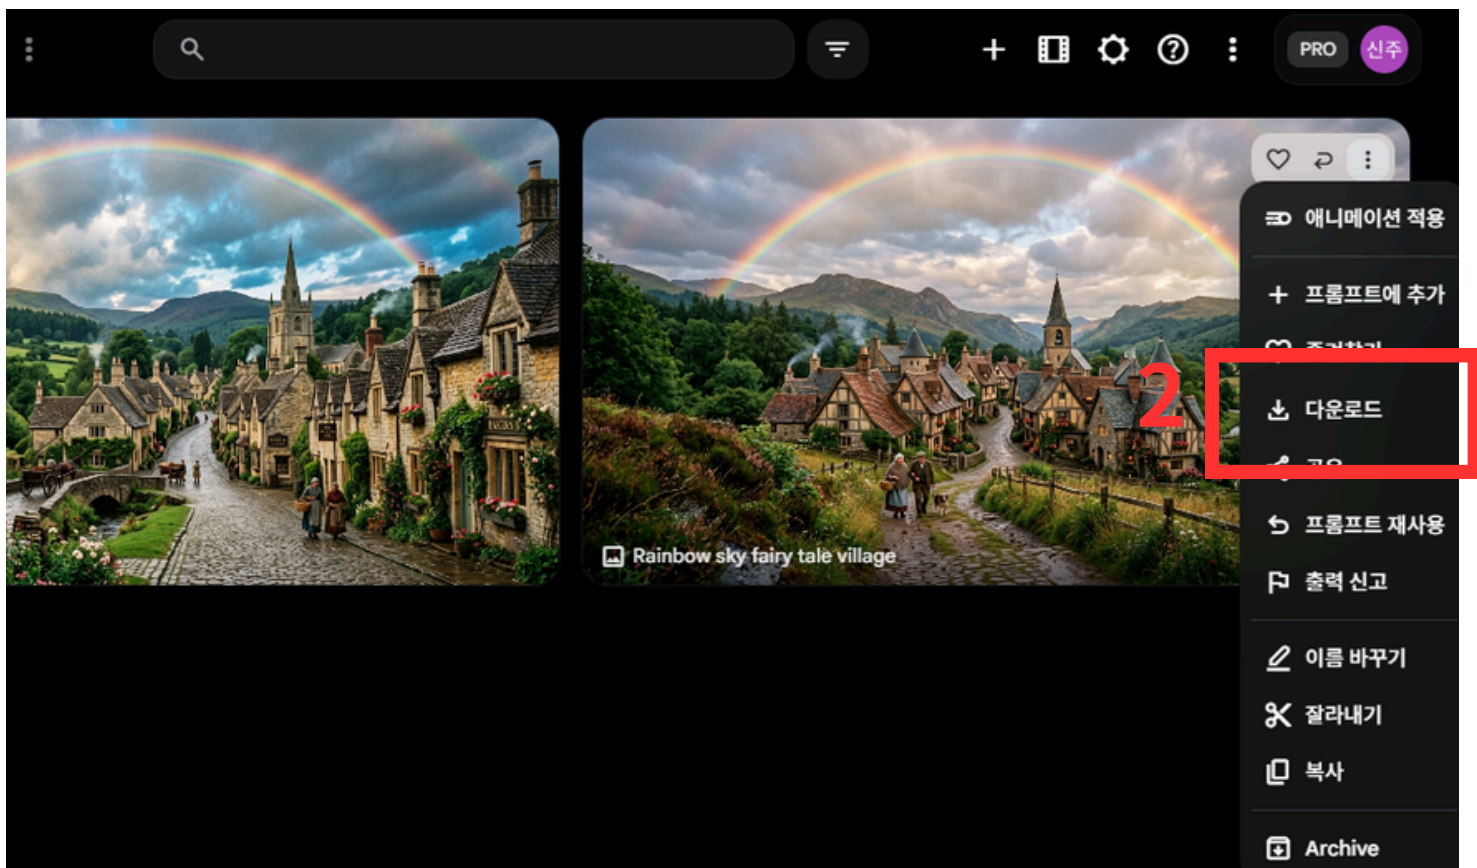 PRO
신주
애니메이션 적용
프롬프트에 추가
2
다운로드
프롬프트 재사용
출력 신고
이름 바꾸기
잘라내기
복사
Archive
Rainbow sky fairy tale village